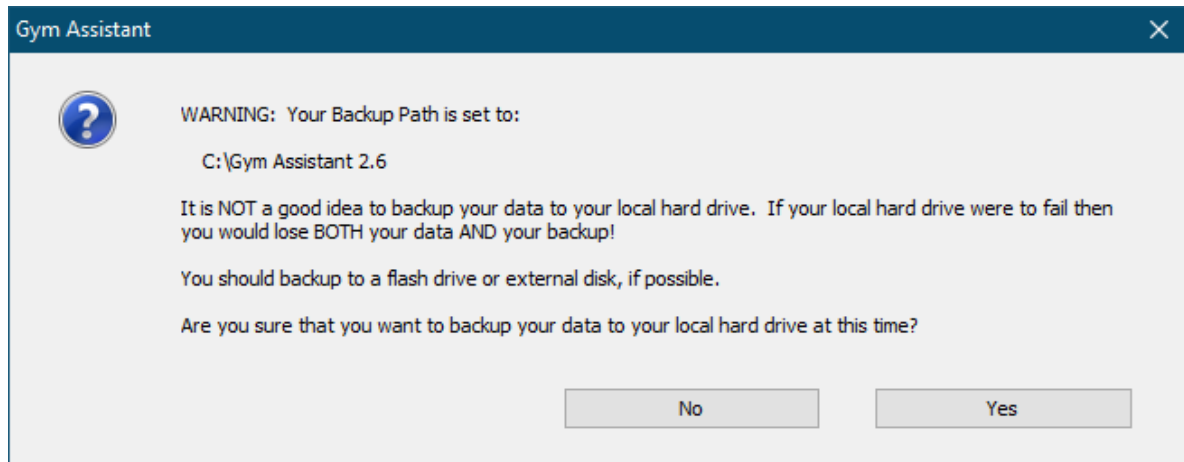 Gym Assistant
WARNING:  Your Backup Path is set to:
C:\Gym Assistant 2.6
It is NOT a good idea to backup your data to your local hard drive.  If your local hard drive were to fail then
you would lose BOTH your data AND your backup!
You should backup to a flash drive or external disk, if possible.
Are you sure that you want to backup your data to your local hard drive at this time?
No Yes